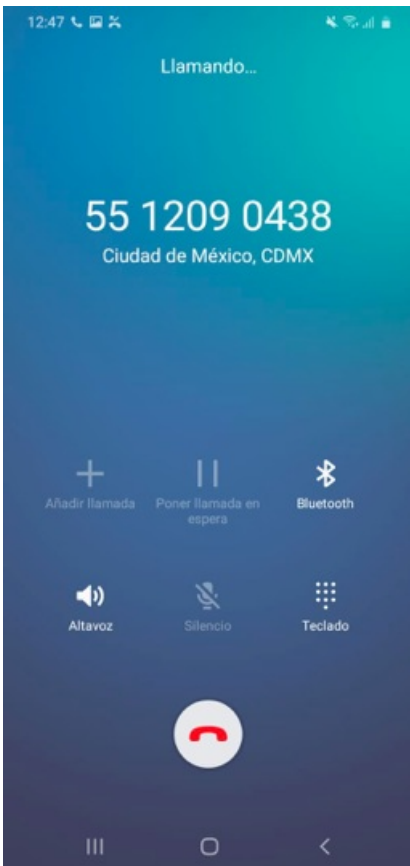 12:47
Llamando...
55 1209 0438
Ciudad de México, CDMX
Añadir llamada
Poner llamada en
espera
Bluetooth
Altavoz
Silencio
Teclado